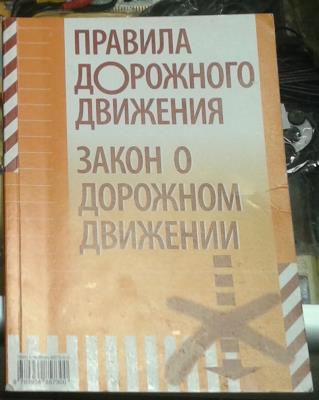 ПРАВИЛА
ДОРОЖНОГО
ДВИЖЕНИЯ
ЗАКОН О
ДОРОЖНОМ
ДВИЖЕНИИ